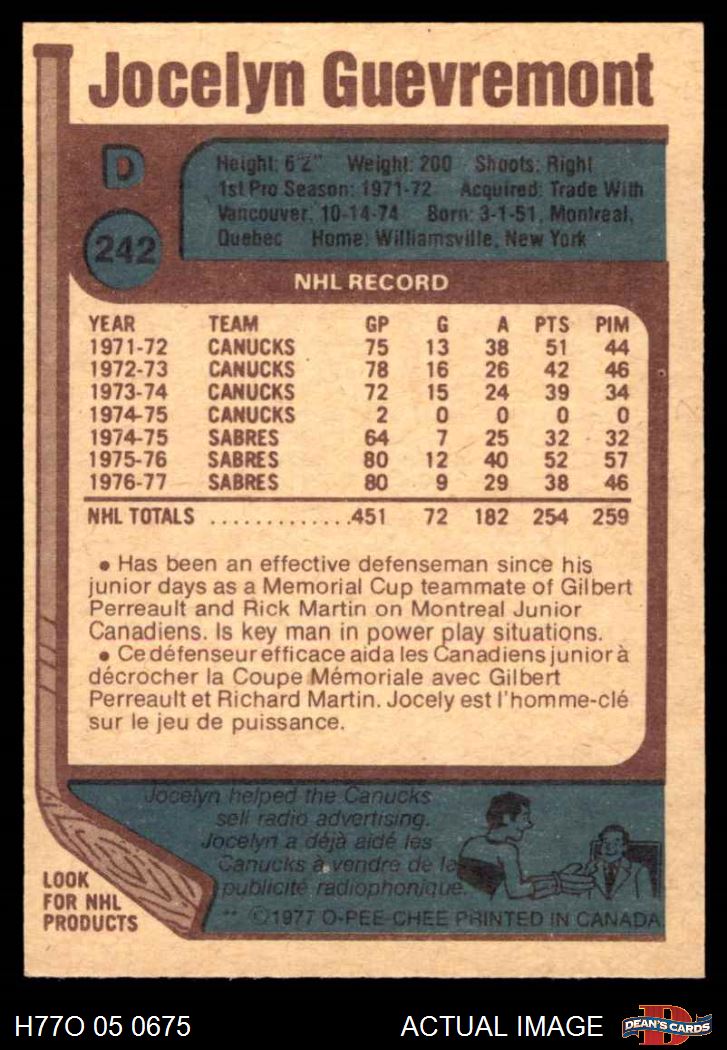 Jocelyn Guevremont
D
242
Height: 6'2" Weight: 200 Shoots: Right
1st Pro Season: 1971-72 Acquired: Trade With
Vancouver, 10-14-74 Born: 3-1-51, Montreal,
Quebec Home: Williamsville, New York
NHL RECORD
YEAR TEAM GP G A PTS PIM
1971-72 CANUCKS 75 13 38 51 44
1972-73 CANUCKS 78 16 26 42 46
1973-74 CANUCKS 72 15 24 39 34
1974-75 CANUCKS 2 0 0 0 0
1974-75 SABRES 64 7 25 32 32
1975-76 SABRES 80 12 40 52 57
1976-77 SABRES 80 9 29 38 46
NHL TOTALS .............451 72 182 254 259
• Has been an effective defenseman since his
junior days as a Memorial Cup teammate of Gilbert
Perreault and Rick Martin on Montreal Junior
Canadiens. Is key man in power play situations.
• Ce défenseur efficace aida les Canadiens junior à
décrocher la Coupe Mémoriale avec Gilbert
Perreault et Richard Martin. Jocely est l'homme-clé
sur le jeu de puissance.
Jocelyn helped the Canucks
sell radio advertising.
Jocelyn a déjà aidé les
Canucks à vendre de la
publicité radiophonique.
LOOK
FOR NHL
PRODUCTS
** ©1977 O-PEE-CHEE PRINTED IN CANADA
H77O 05 0675 ACTUAL IMAGE
D
DEAN'S CARDS